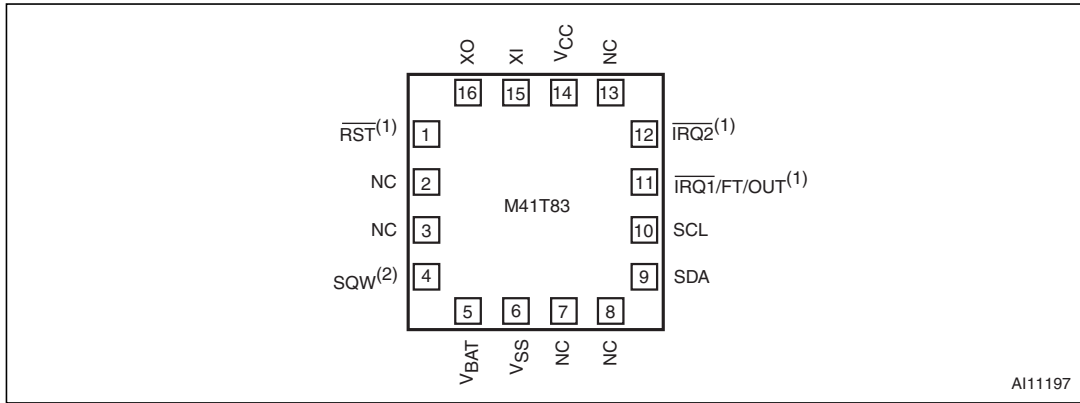 XO XI VCC NC
16 15 14 13
RST(1) 1 12 IRQ2(1)
NC 2 11 IRQ1/FT/OUT(1)
M41T83
NC 3 10 SCL
SQW(2) 4 9 SDA
5 6 7 8
VBAT VSS NC NC
AI11197